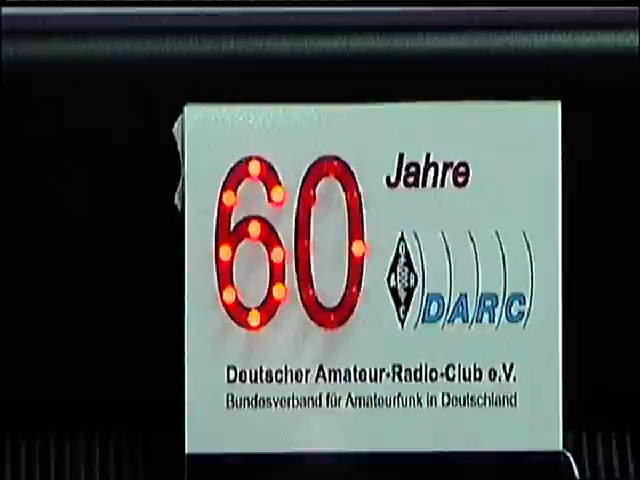 60 Jahre
DARC
Deutscher Amateur-Radio-Club e.V.
Bundesverband für Amateurfunk in Deutschland